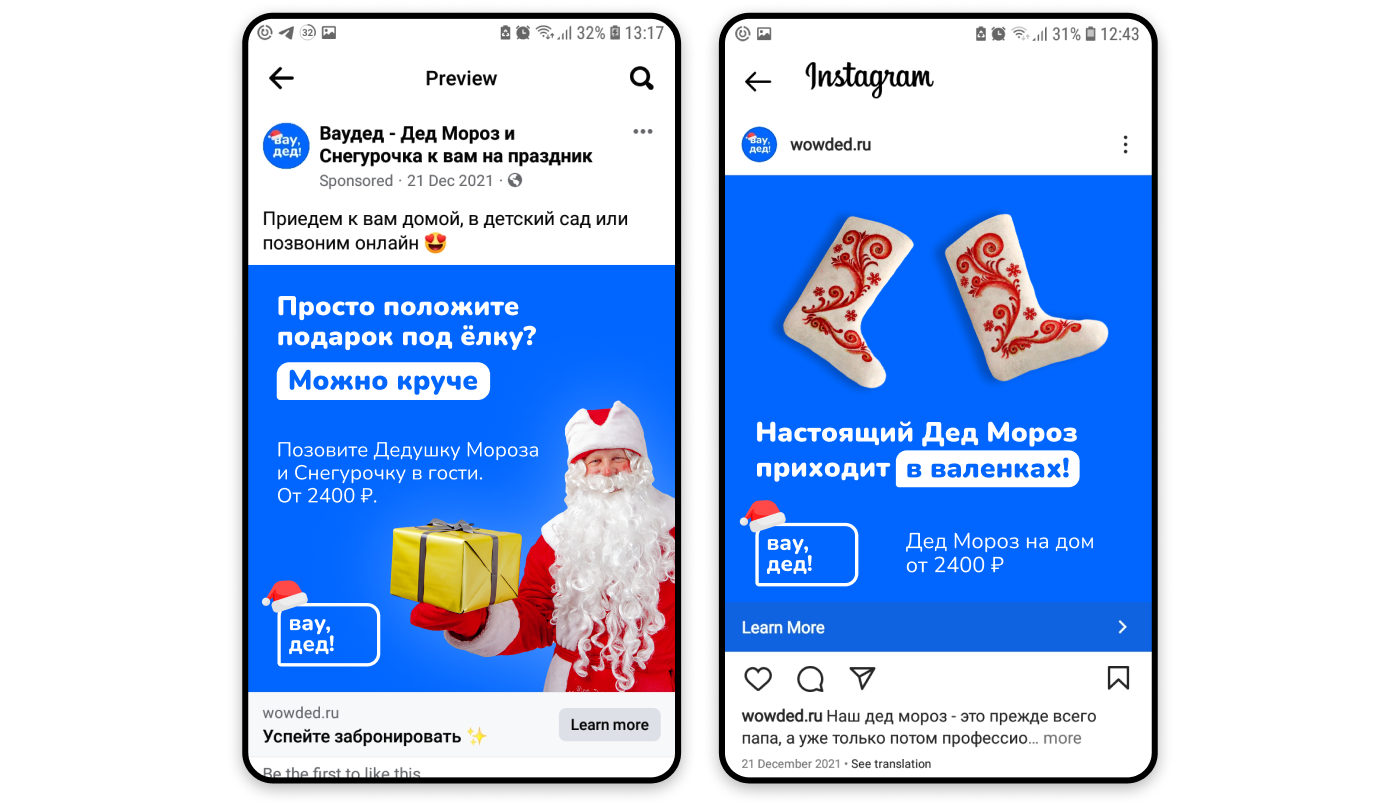 32
32%
13:17
Preview
вау,
дед!
Ваудед - Дед Мороз и
Снегурочка к вам на праздник
Sponsored · 21 Dec 2021 ·
Приедем к вам домой, в детский сад или
позвоним онлайн 😍
Просто положите
подарок под ёлку?
Можно круче
Позовите Дедушку Мороза
и Снегурочку в гости.
От 2400 ₽.
вау,
дед!
wowded.ru
Успейте забронировать ✨
Learn more
Be the first to like this
31%
12:43
Instagram
вау,
дед!
wowded.ru
Настоящий Дед Мороз
приходит в валенках!
вау,
дед!
Дед Мороз на дом
от 2400 ₽
Learn More
wowded.ru Наш дед мороз - это прежде всего
папа, а уже только потом профессио... more
21 December 2021 • See translation